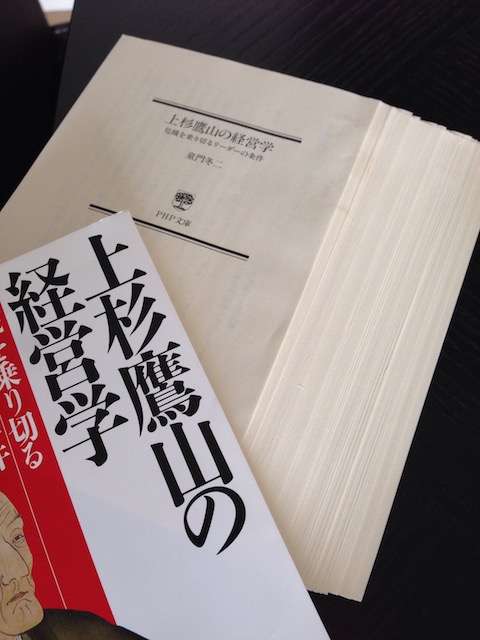 上杉鷹山の経営学
危機を乗り切るリーダーの条件
童門冬二
PHP文庫
上杉鷹山の
経営学
乗り切る
件